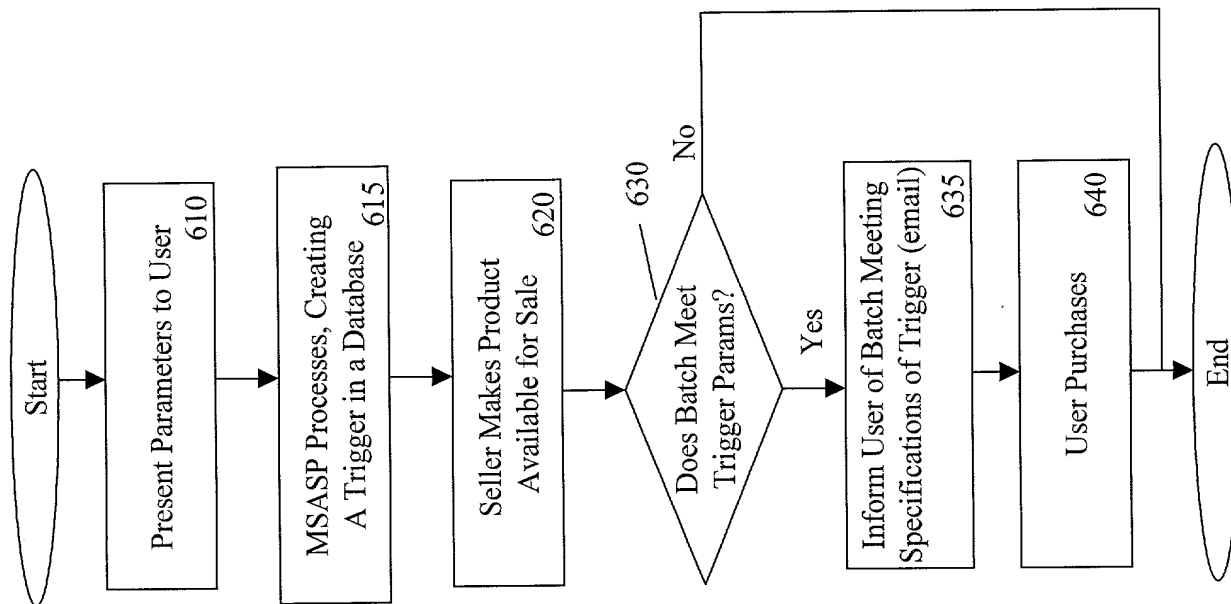 Start
Present Parameters to User
610
MSASP Processes, Creating
A Trigger in a Database
615
Seller Makes Product
Available for Sale
620
630
Does Batch Meet
Trigger Params?
No
Yes
Inform User of Batch Meeting
Specifications of Trigger (email)
635
User Purchases
640
End